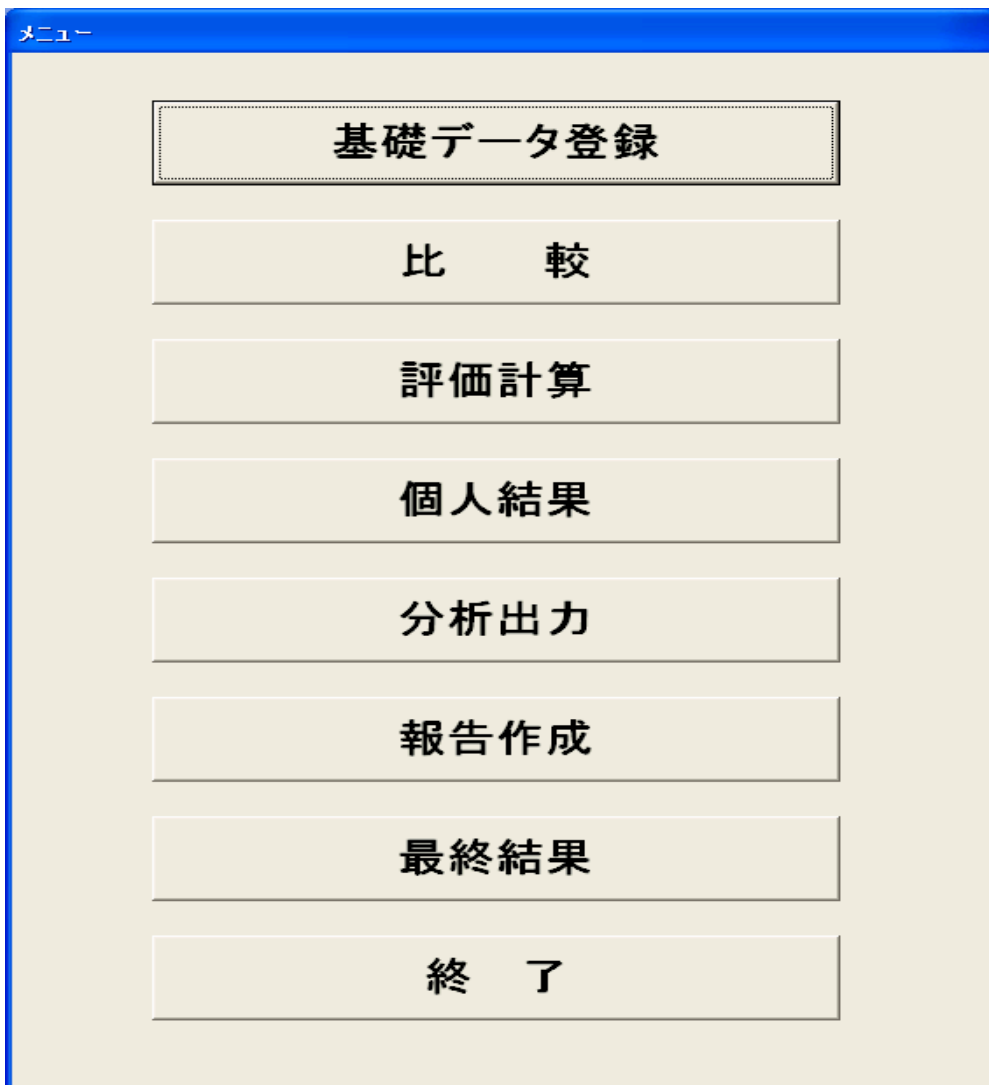 メニュー
基礎データ登録
比　　較
評価計算
個人結果
分析出力
報告作成
最終結果
終　了